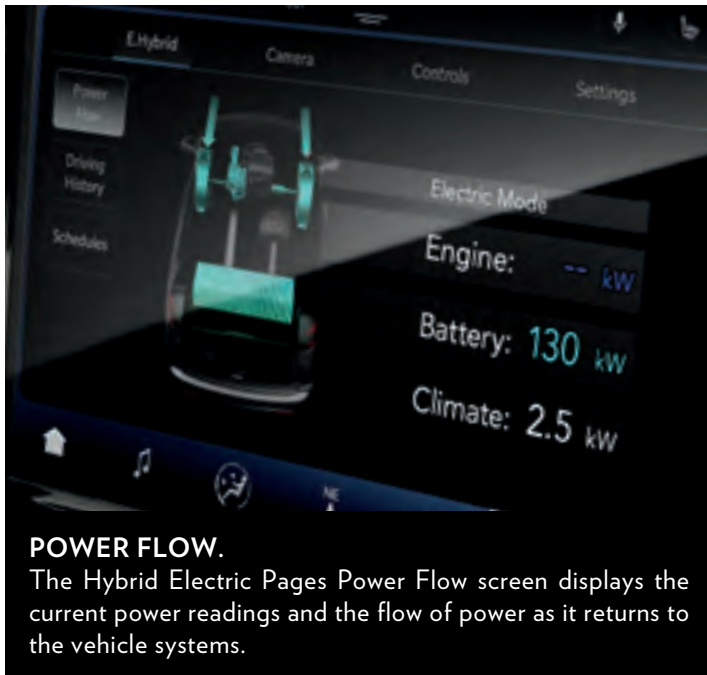 E.Hybrid
Camera
Controls
Settings
Power
Flow
Driving
History
Schedules
Electric Mode
Engine: -- kW
Battery: 130 kW
Climate: 2.5 kW
NE
POWER FLOW.
The Hybrid Electric Pages Power Flow screen displays the
current power readings and the flow of power as it returns to
the vehicle systems.